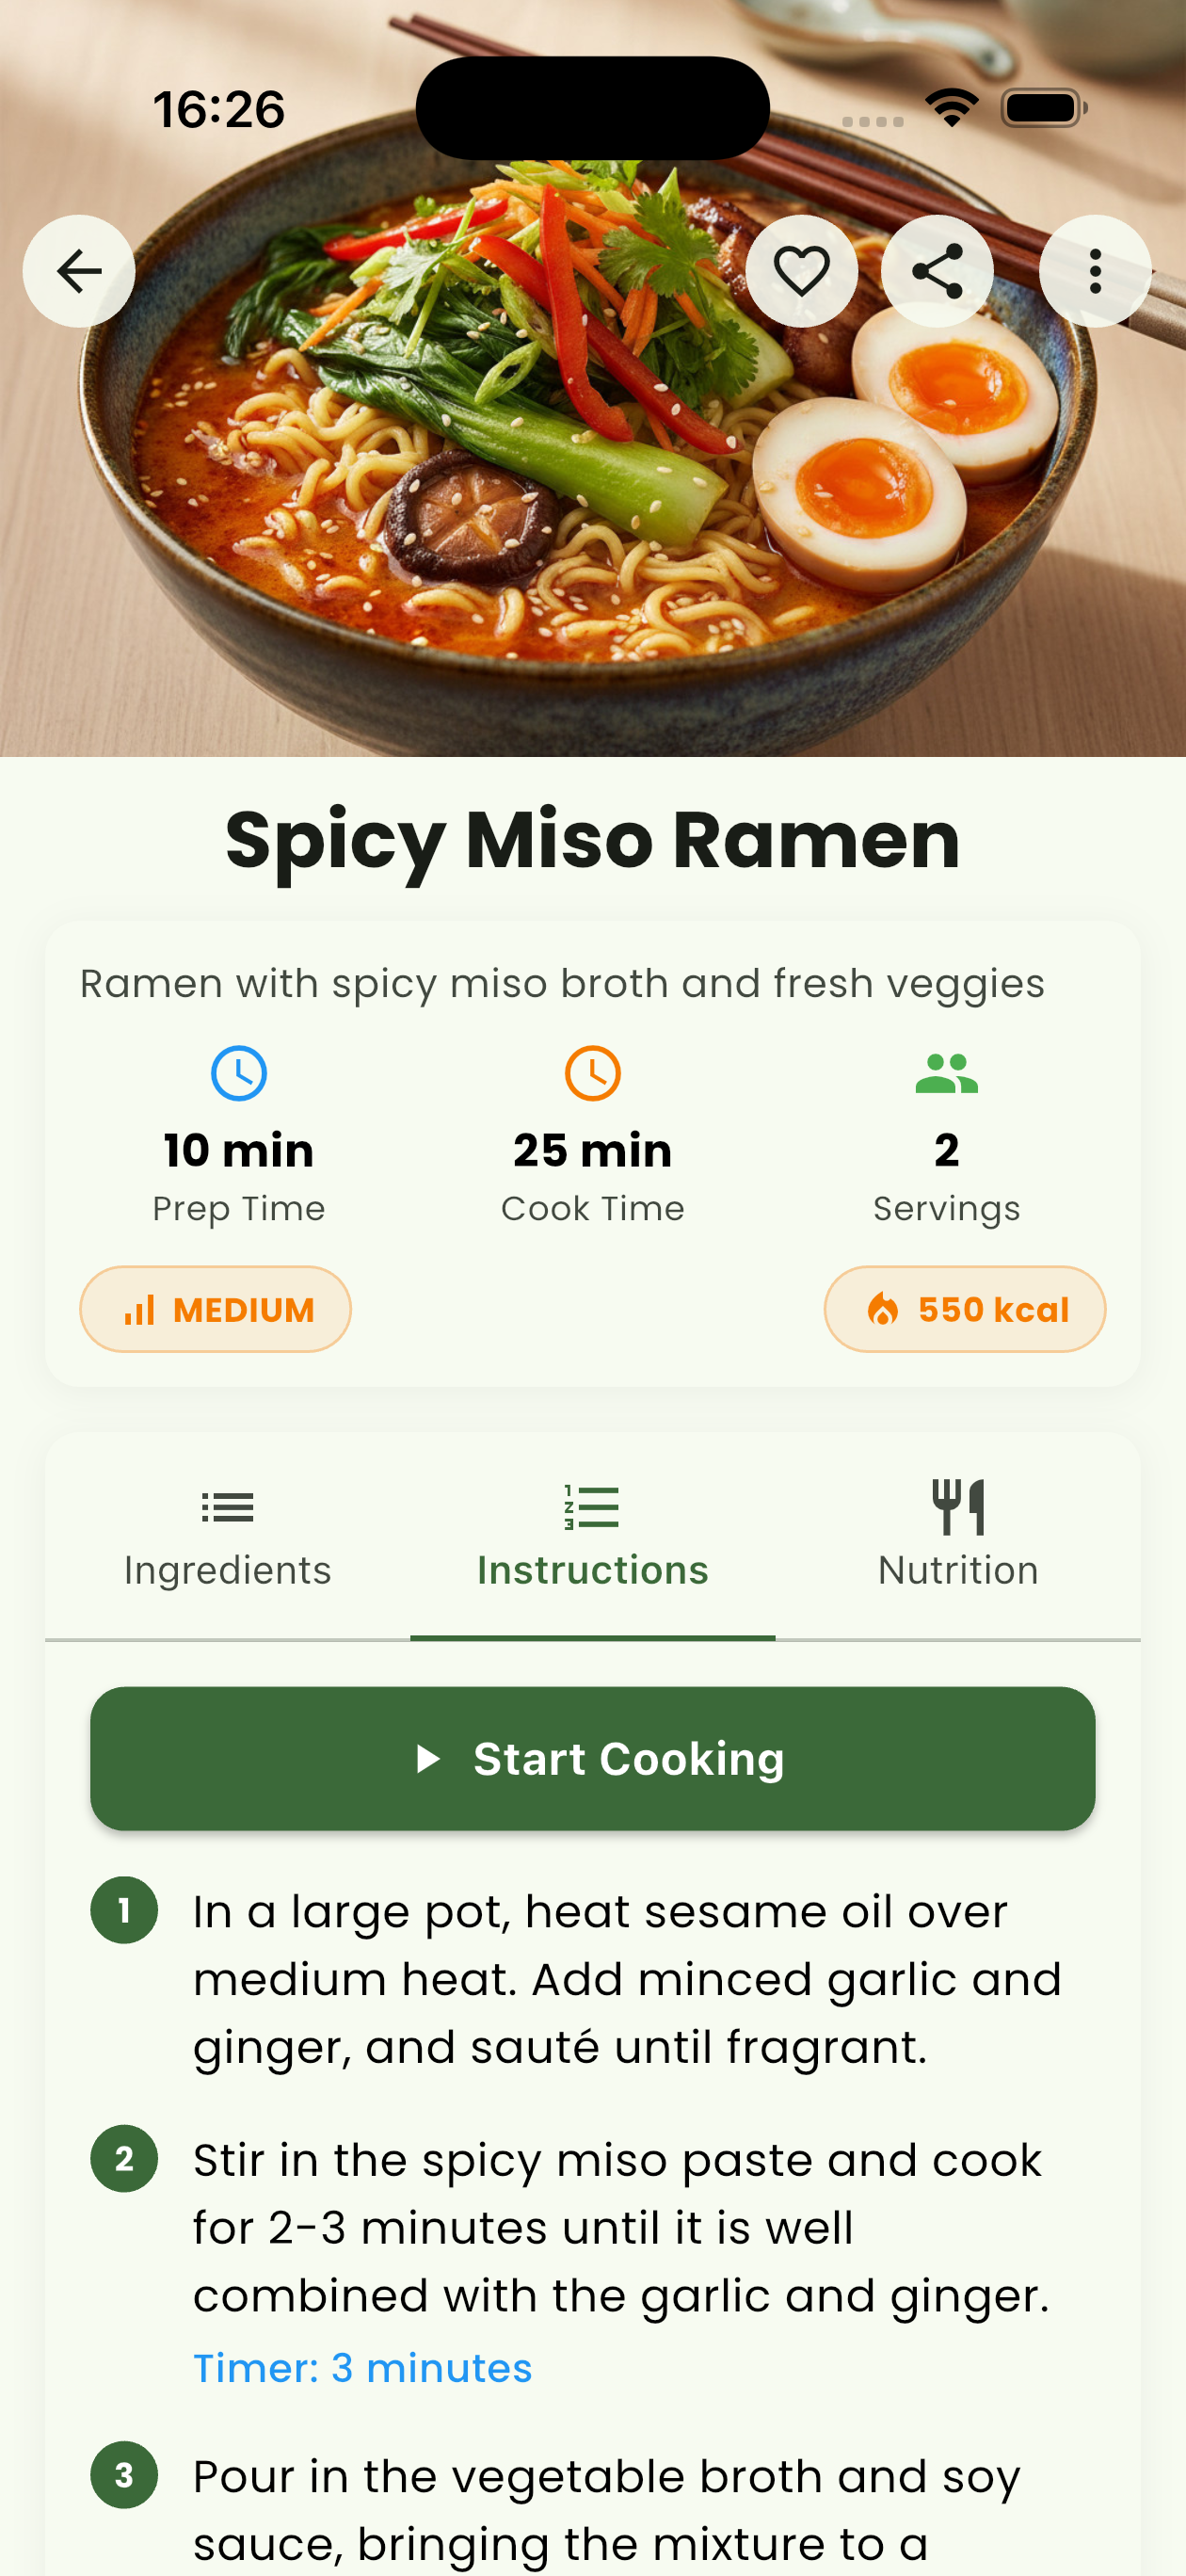 16:26
Spicy Miso Ramen
Ramen with spicy miso broth and fresh veggies
10 min
25 min
2
Prep Time
Cook Time
Servings
MEDIUM
550 kcal
1
2
3
Ingredients
Instructions
Nutrition
Start Cooking
1
In a large pot, heat sesame oil over
medium heat. Add minced garlic and
ginger, and sauté until fragrant.
2
Stir in the spicy miso paste and cook
for 2-3 minutes until it is well
combined with the garlic and ginger.
Timer: 3 minutes
3
Pour in the vegetable broth and soy
sauce, bringing the mixture to a